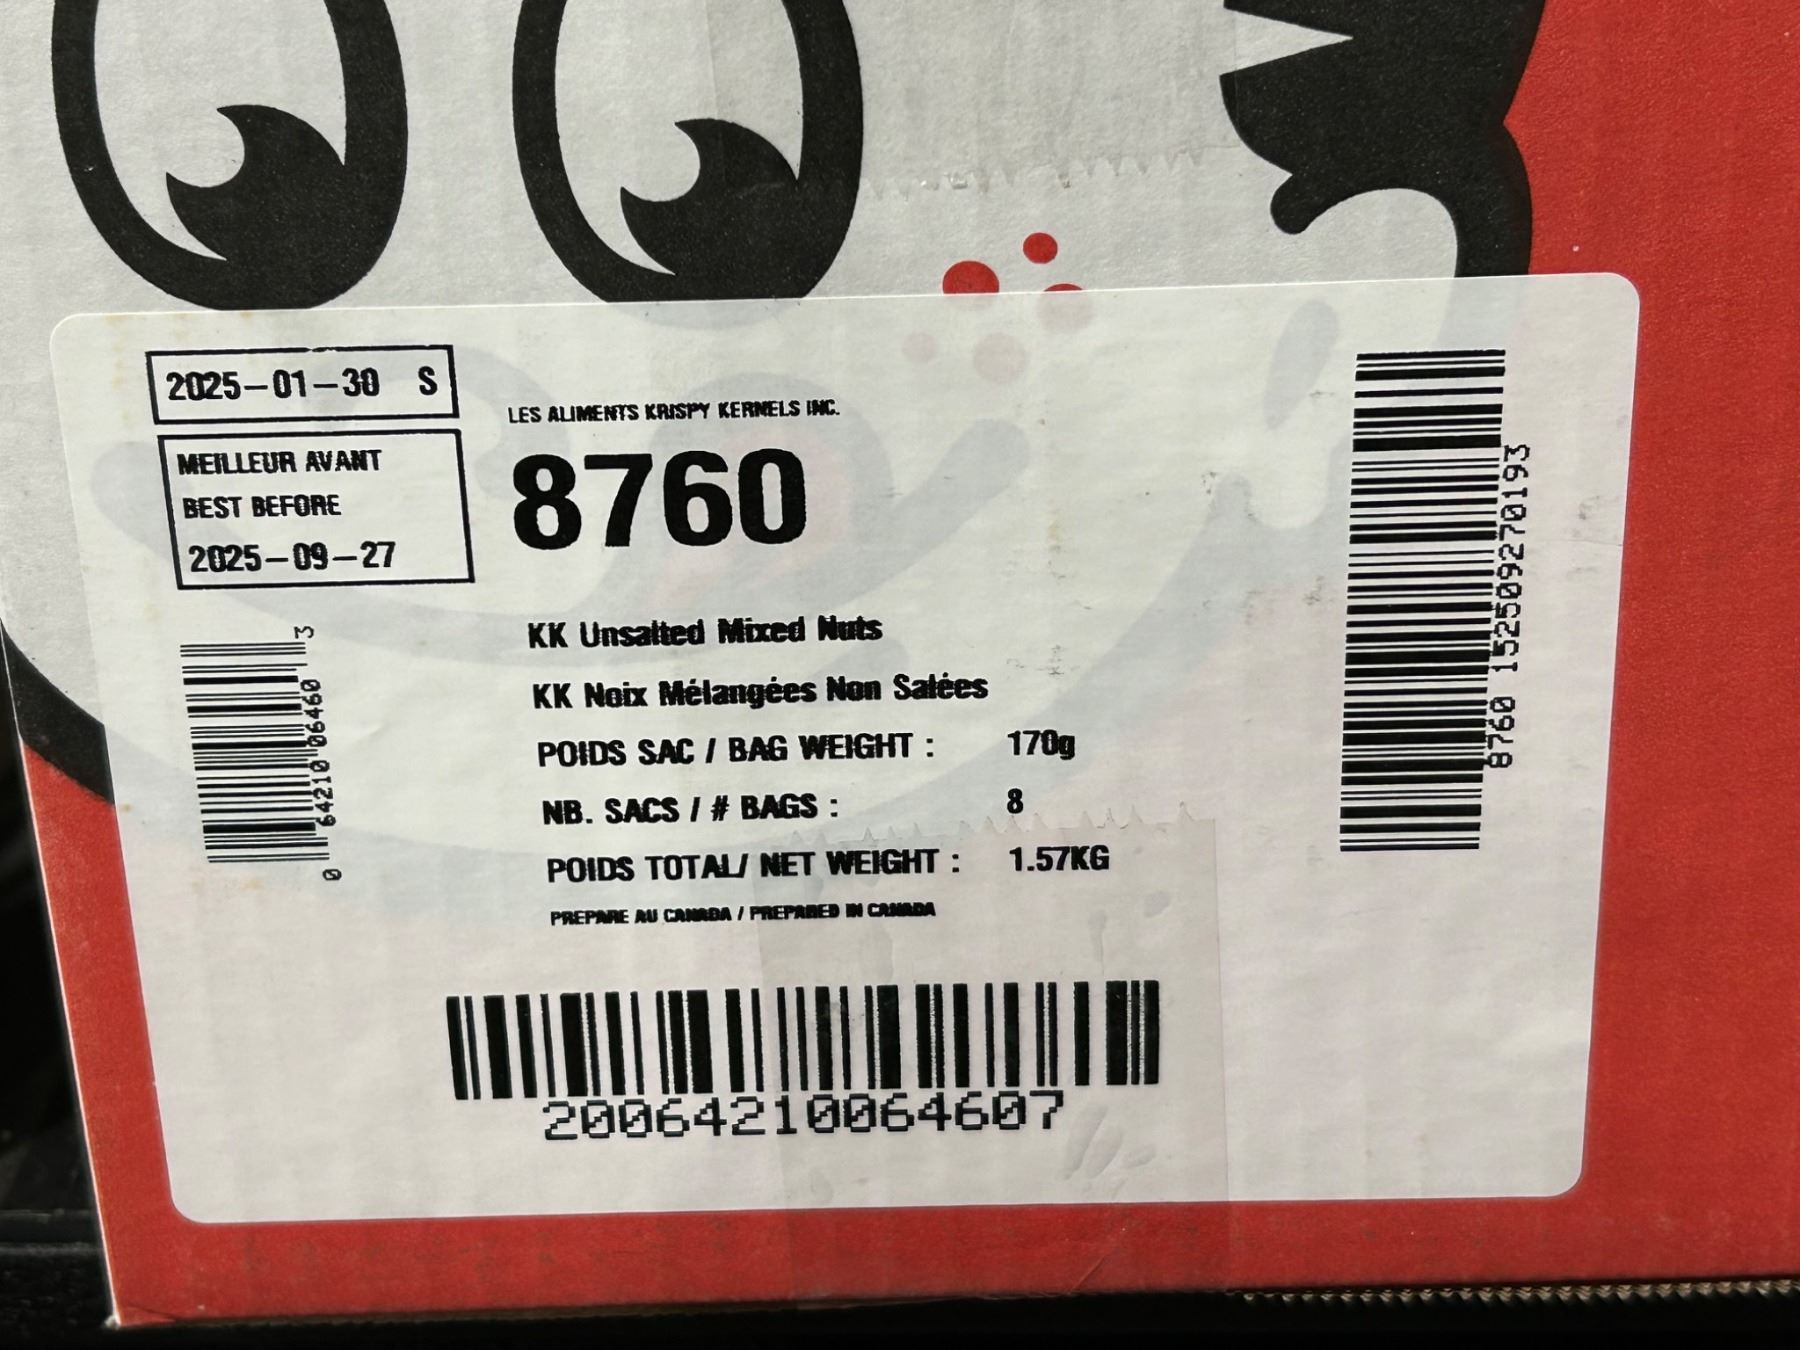 2025-01-30 S
MEILLEUR AVANT
BEST BEFORE
2025-09-27
LES ALIMENTS KRISPY KERNELS INC.
8760
KK Unsalted Mixed Nuts
KK Noix Mélangées Non Salées
POIDS SAC / BAG WEIGHT : 170g
NB. SACS / # BAGS : 8
POIDS TOTAL/ NET WEIGHT : 1.57KG
PREPARE AU CANADA / PREPARED IN CANADA
0 64210 06460 3
8760 152509270193
20064210064607